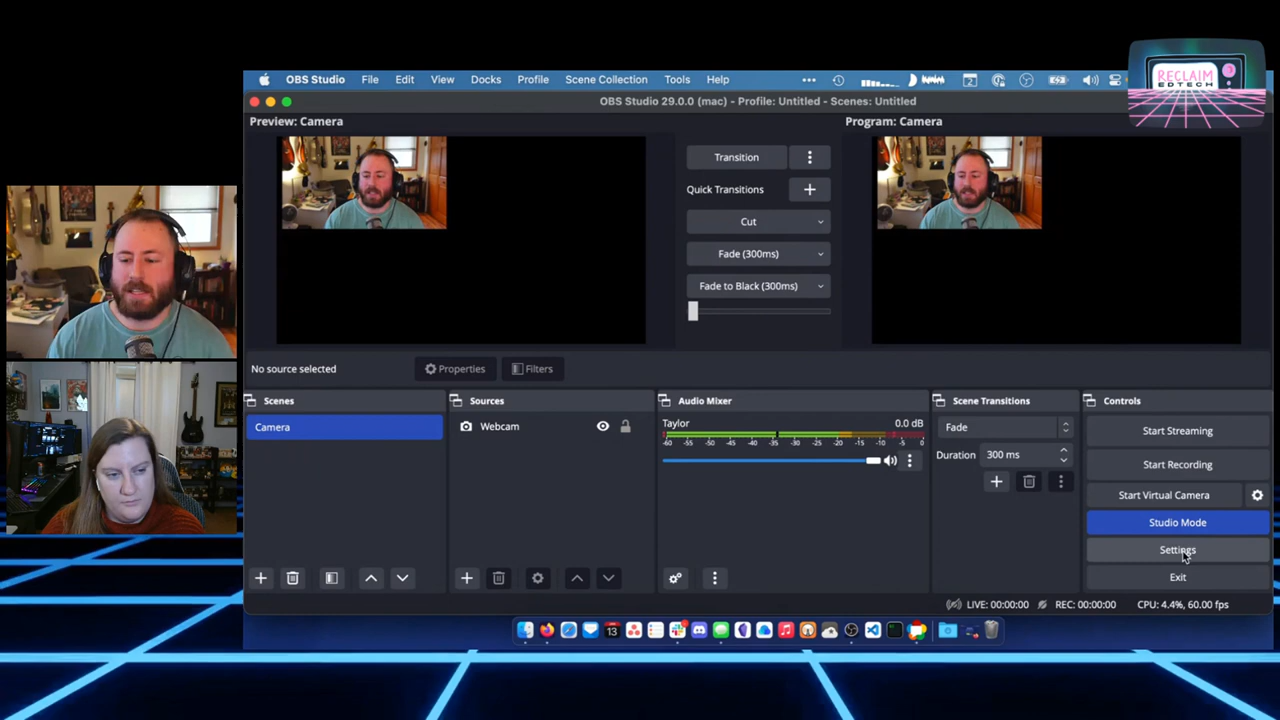 RECLAIM
EDTECH
OBS Studio File Edit View Docks Profile Scene Collection Tools Help
OBS Studio 29.0.0 (mac) - Profile: Untitled - Scenes: Untitled
Preview: Camera
Program: Camera
Transition
Quick Transitions
Cut
Fade (300ms)
Fade to Black (300ms)
No source selected
Properties
Filters
Scenes
Sources
Audio Mixer
Scene Transitions
Controls
Camera
Webcam
Taylor 0.0 dB
-60 -55 -50 -45 -40 -35 -30 -25 -20 -15 -10 -5 0
Fade
Duration 300 ms
Start Streaming
Start Recording
Start Virtual Camera
Studio Mode
Settings
Exit
LIVE: 00:00:00 REC: 00:00:00 CPU: 4.4%, 60.00 fps
13